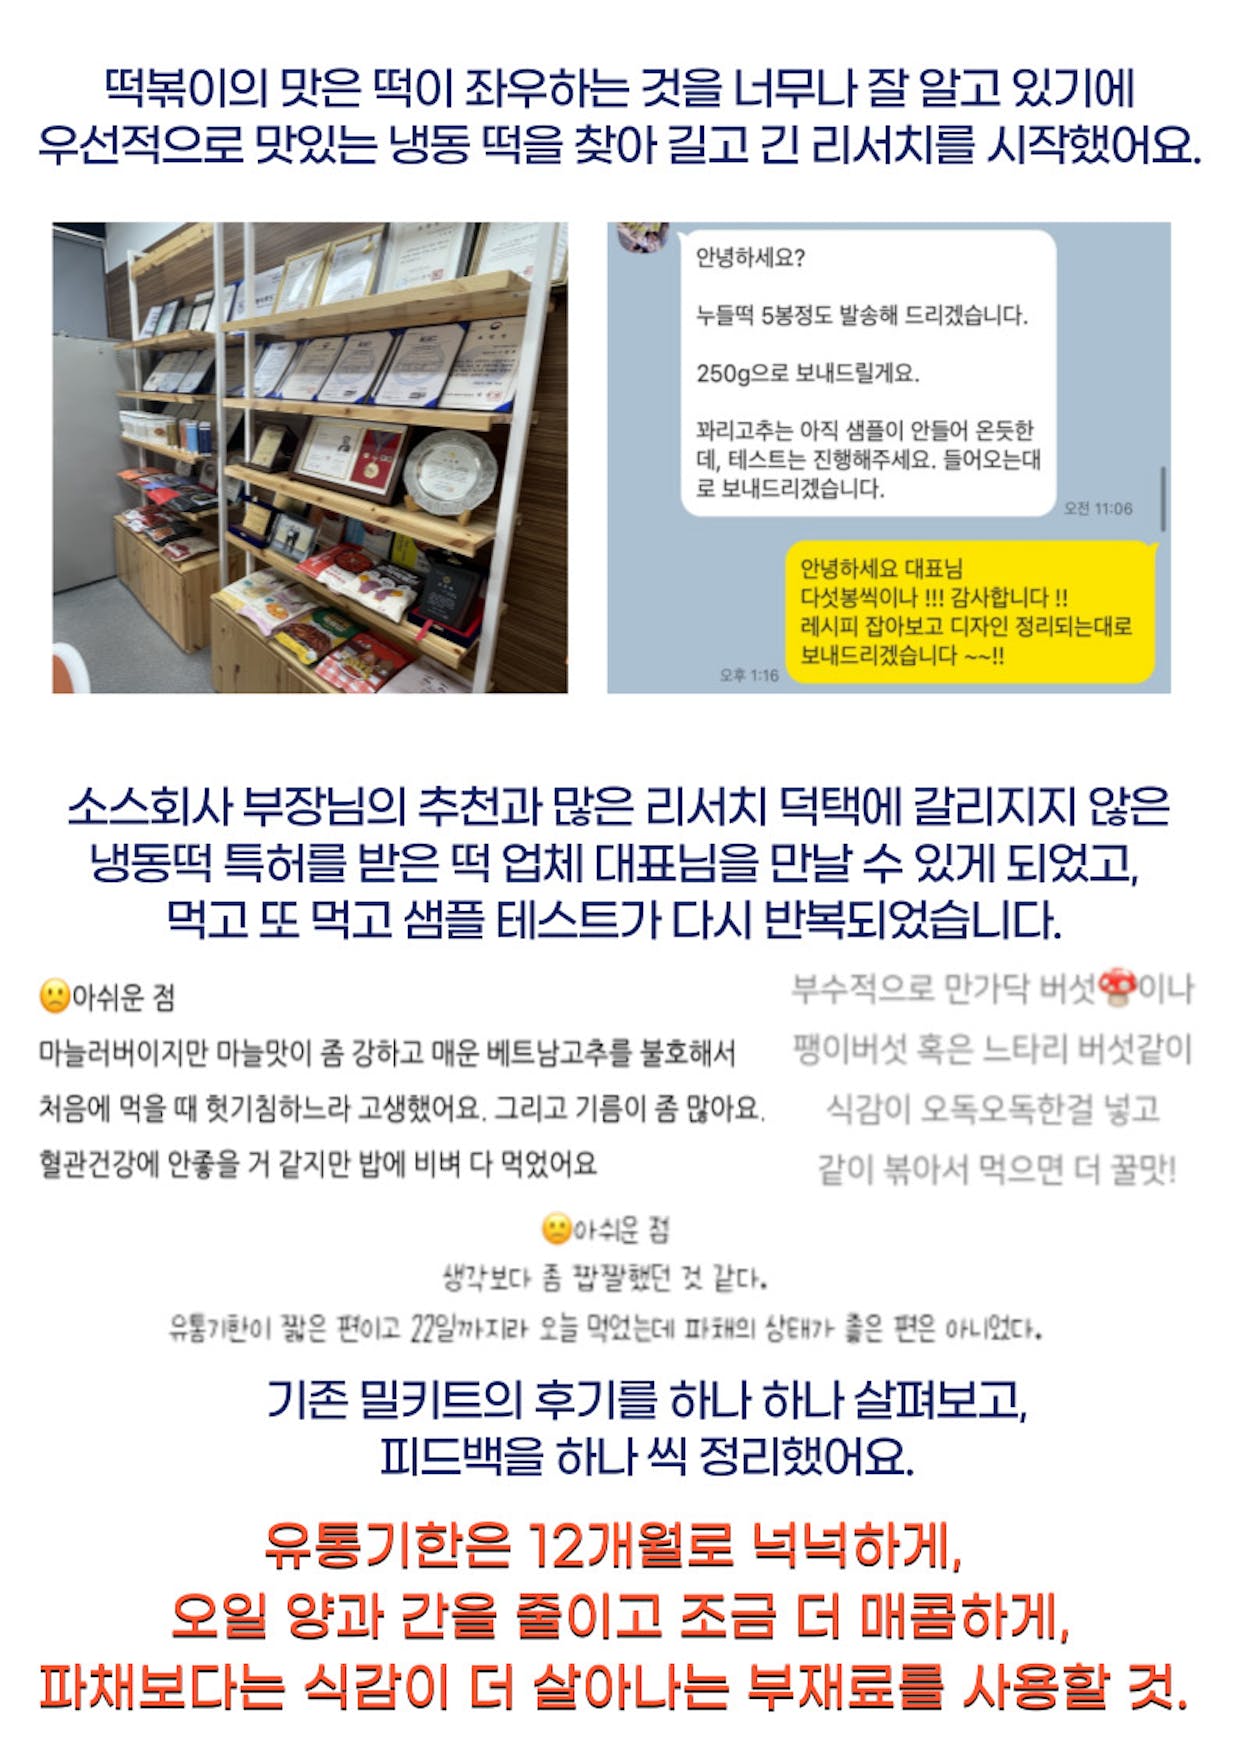 떡볶이의 맛은 떡이 좌우하는 것을 너무나 잘 알고 있기에
우선적으로 맛있는 냉동 떡을 찾아 길고 긴 리서치를 시작했어요.
안녕하세요?
누들떡 5봉정도 발송해 드리겠습니다.
250g으로 보내드릴게요.
꽈리고추는 아직 샘플이 안들어 온듯한
데, 테스트는 진행해주세요. 들어오는대
로 보내드리겠습니다.
오전 11:06
안녕하세요 대표님
다섯봉씩이나 !!! 감사합니다 !!
레시피 잡아보고 디자인 정리되는대로
보내드리겠습니다 ~~!!
오후 1:16
소스회사 부장님의 추천과 많은 리서치 덕택에 갈리지지 않은
냉동떡 특허를 받은 떡 업체 대표님을 만날 수 있게 되었고,
먹고 또 먹고 샘플 테스트가 다시 반복되었습니다.
🙁아쉬운 점
마늘러버이지만 마늘맛이 좀 강하고 매운 베트남고추를 불호해서
처음에 먹을 때 헛기침하느라 고생했어요. 그리고 기름이 좀 많아요.
혈관건강에 안좋을 거 같지만 밥에 비벼 다 먹었어요
부수적으로 만가닥 버섯🍄이나
팽이버섯 혹은 느타리 버섯같이
식감이 오독오독한걸 넣고
같이 볶아서 먹으면 더 꿀맛!
🙁아쉬운 점
생각보다 좀 짭짤했던 것 같다.
유통기한이 짧은 편이고 22일까지라 오늘 먹었는데 파채의 상태가 좋은 편은 아니었다.
기존 밀키트의 후기를 하나 하나 살펴보고,
피드백을 하나 씩 정리했어요.
유통기한은 12개월로 넉넉하게,
오일 양과 간을 줄이고 조금 더 매콤하게,
파채보다는 식감이 더 살아나는 부재료를 사용할 것.